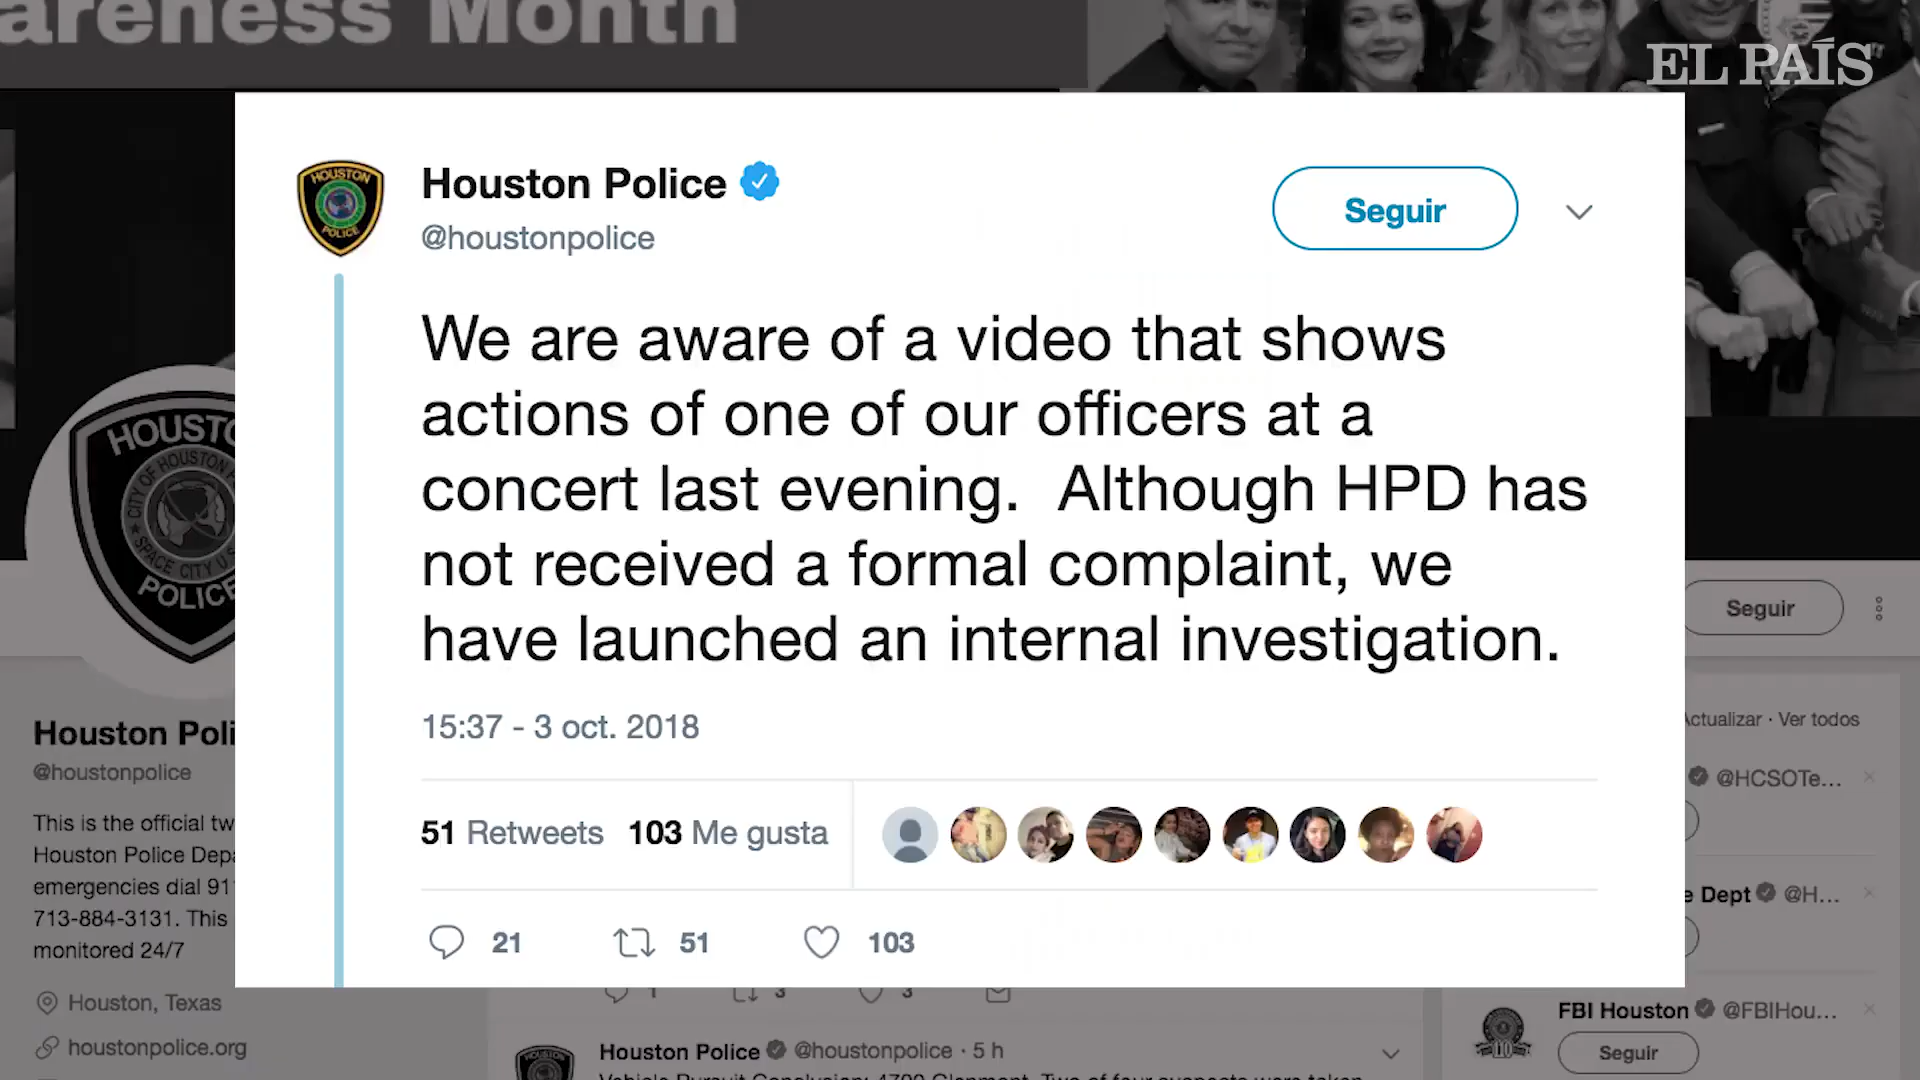 areness Month
EL PAÍS
HOUSTON
POLICE
Houston Police
@houstonpolice
Seguir
We are aware of a video that shows
actions of one of our officers at a
concert last evening.  Although HPD has
not received a formal complaint, we
have launched an internal investigation.
15:37 - 3 oct. 2018
51 Retweets 103 Me gusta
21 51 103
HOUSTO
CITY OF HOUSTON
SPACE CITY U.S.
POLICE
Houston Poli
@houstonpolice
This is the official tw
Houston Police Depa
emergencies dial 911
713-884-3131. This
monitored 24/7
Houston, Texas
houstonpolice.org
1 3 3
Houston Police @houstonpolice · 5 h
Seguir
Actualizar · Ver todos
@HCSOTe...
e Dept @H...
FBI Houston @FBIHou...
Seguir